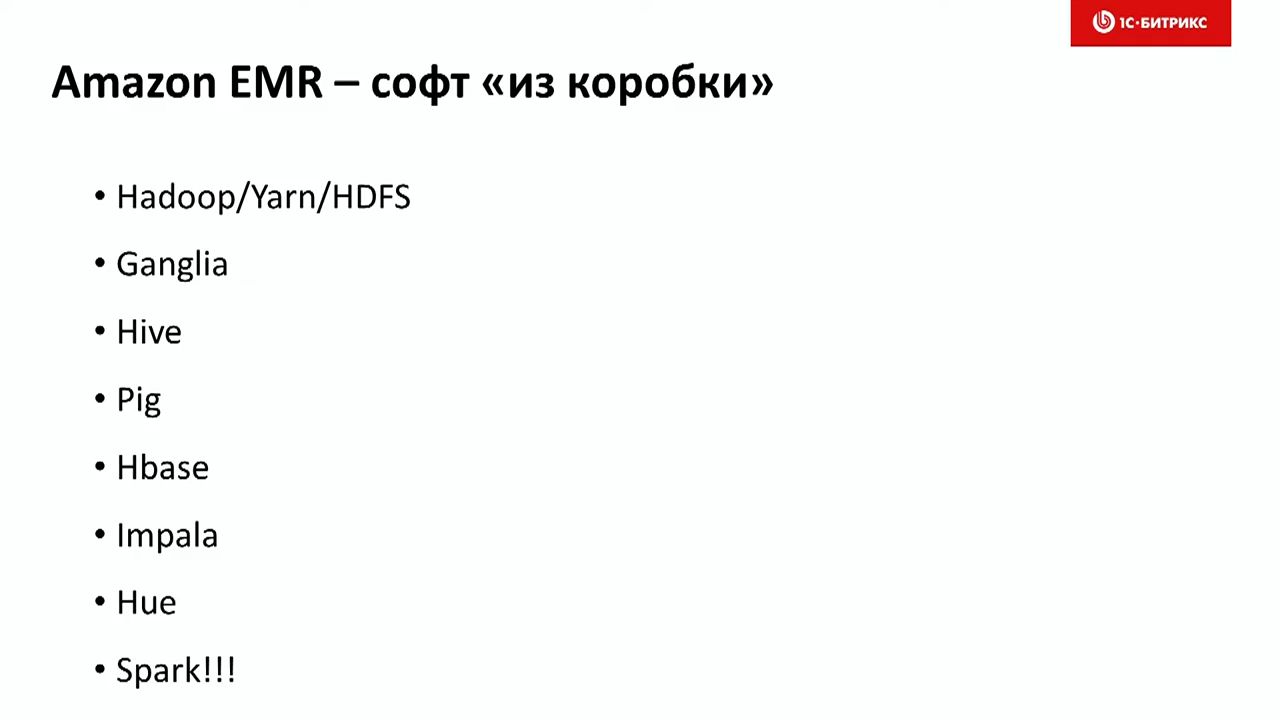 1С·БИТРИКС
Amazon EMR – софт «из коробки»
• Hadoop/Yarn/HDFS
• Ganglia
• Hive
• Pig
• Hbase
• Impala
• Hue
• Spark!!!